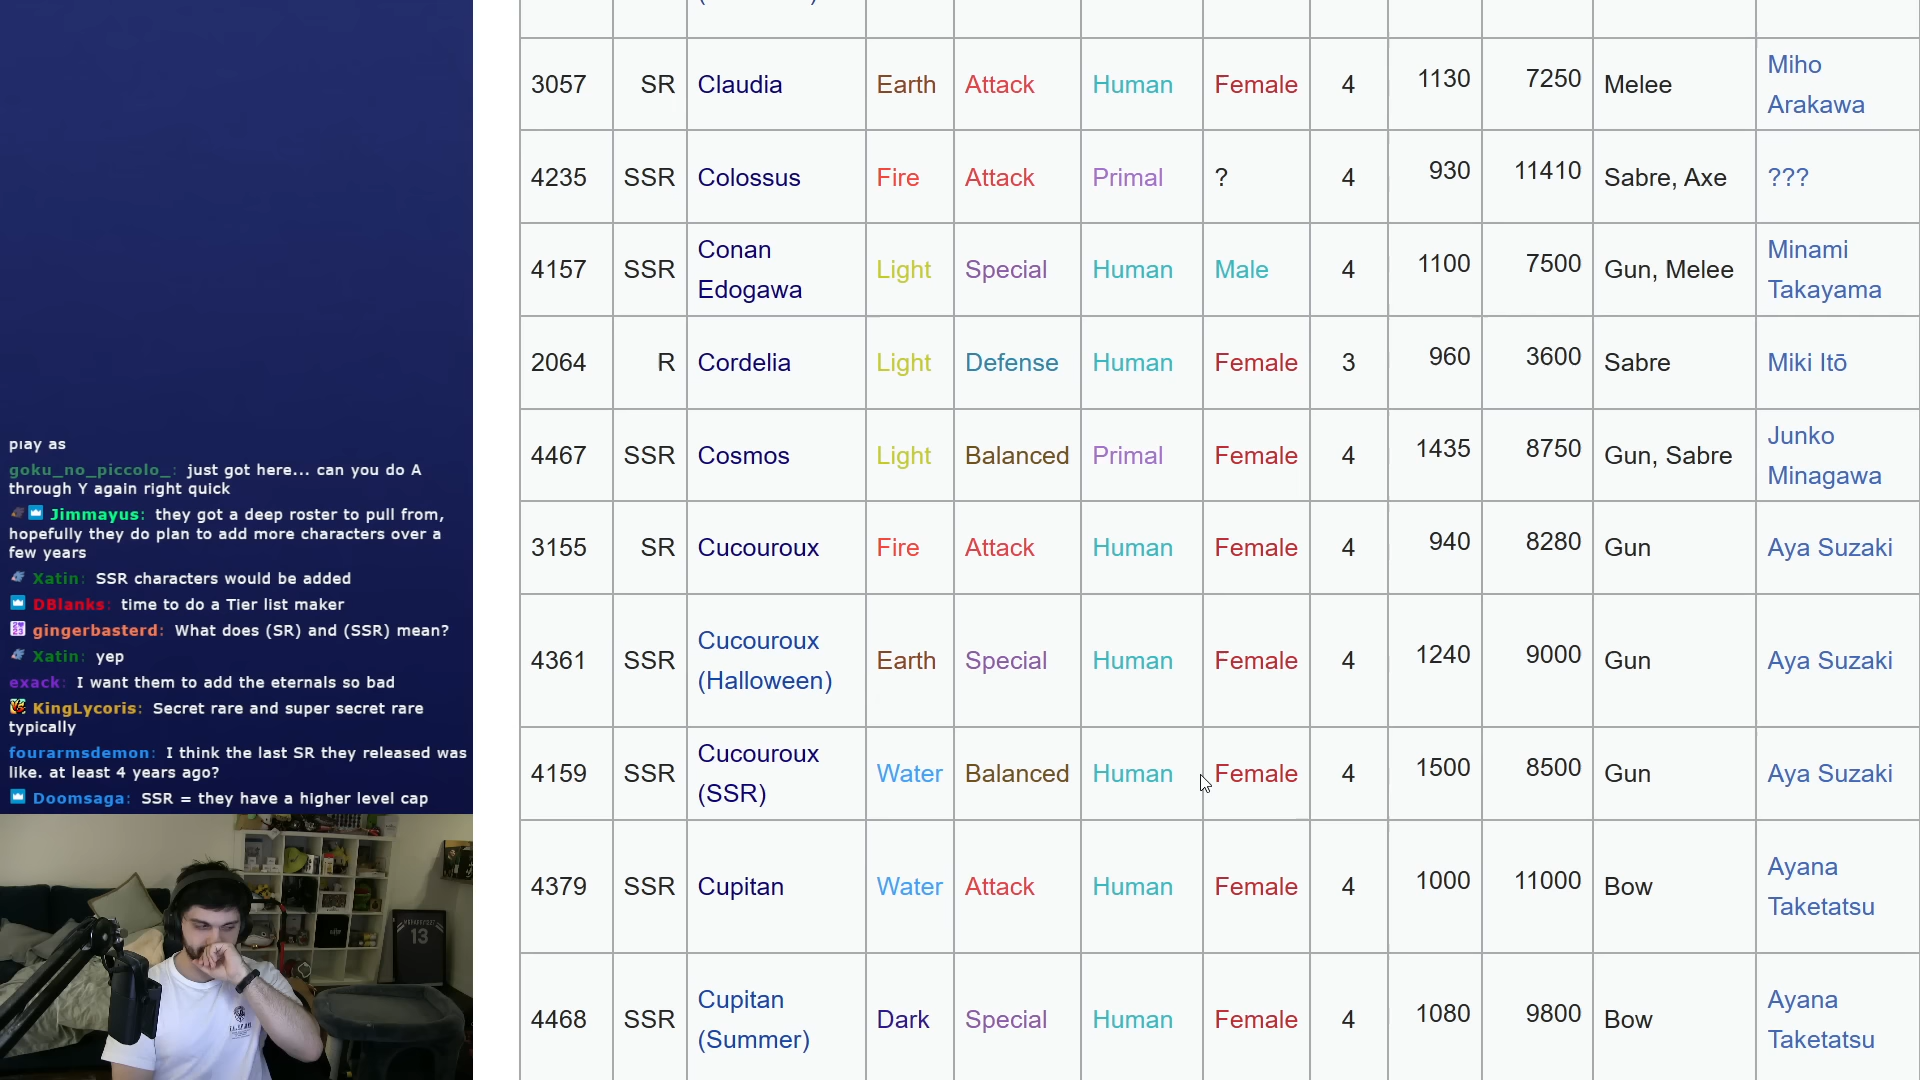 play as
goku_no_piccolo_: just got here... can you do A
through Y again right quick
Jimmayus: they got a deep roster to pull from,
hopefully they do plan to add more characters over a
few years
Xatin: SSR characters would be added
DBlanks: time to do a Tier list maker
gingerbasterd: What does (SR) and (SSR) mean?
Xatin: yep
exack: I want them to add the eternals so bad
KingLycoris: Secret rare and super secret rare
typically
fourarmsdemon: I think the last SR they released was
like. at least 4 years ago?
Doomsaga: SSR = they have a higher level cap
13
3057 SR Claudia Earth Attack Human Female 4 1130 7250 Melee Miho
Arakawa
4235 SSR Colossus Fire Attack Primal ? 4 930 11410 Sabre, Axe ???
4157 SSR Conan
Edogawa Light Special Human Male 4 1100 7500 Gun, Melee Minami
Takayama
2064 R Cordelia Light Defense Human Female 3 960 3600 Sabre Miki Itō
4467 SSR Cosmos Light Balanced Primal Female 4 1435 8750 Gun, Sabre Junko
Minagawa
3155 SR Cucouroux Fire Attack Human Female 4 940 8280 Gun Aya Suzaki
4361 SSR Cucouroux
(Halloween) Earth Special Human Female 4 1240 9000 Gun Aya Suzaki
4159 SSR Cucouroux
(SSR) Water Balanced Human Female 4 1500 8500 Gun Aya Suzaki
4379 SSR Cupitan Water Attack Human Female 4 1000 11000 Bow Ayana
Taketatsu
4468 SSR Cupitan
(Summer) Dark Special Human Female 4 1080 9800 Bow Ayana
Taketatsu